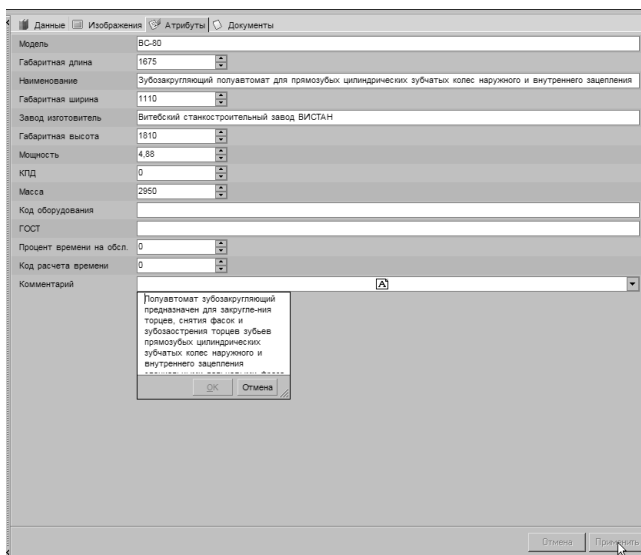 Данные Изображения Атрибуты Документы
Модель ВС-80
Габаритная длина 1675
Наименование Зубозакругляющий полуавтомат для прямозубых цилиндрических зубчатых колес наружного и внутреннего зацепления
Габаритная ширина 1110
Завод изготовитель Витебский станкостроительный завод ВИСТАН
Габаритная высота 1810
Мощность 4,88
КПД 0
Масса 2950
Код оборудования
ГОСТ
Процент времени на обсл. 0
Код расчета времени 0
Комментарий A
Полуавтомат зубозакругляющий
предназначен для закругле-ния
торцев, снятия фасок и
зубозаострения торцев зубьев
прямозубых цилиндрических
зубчатых колес наружного и
внутреннего зацепления
OK Отмена
Отмена Применить